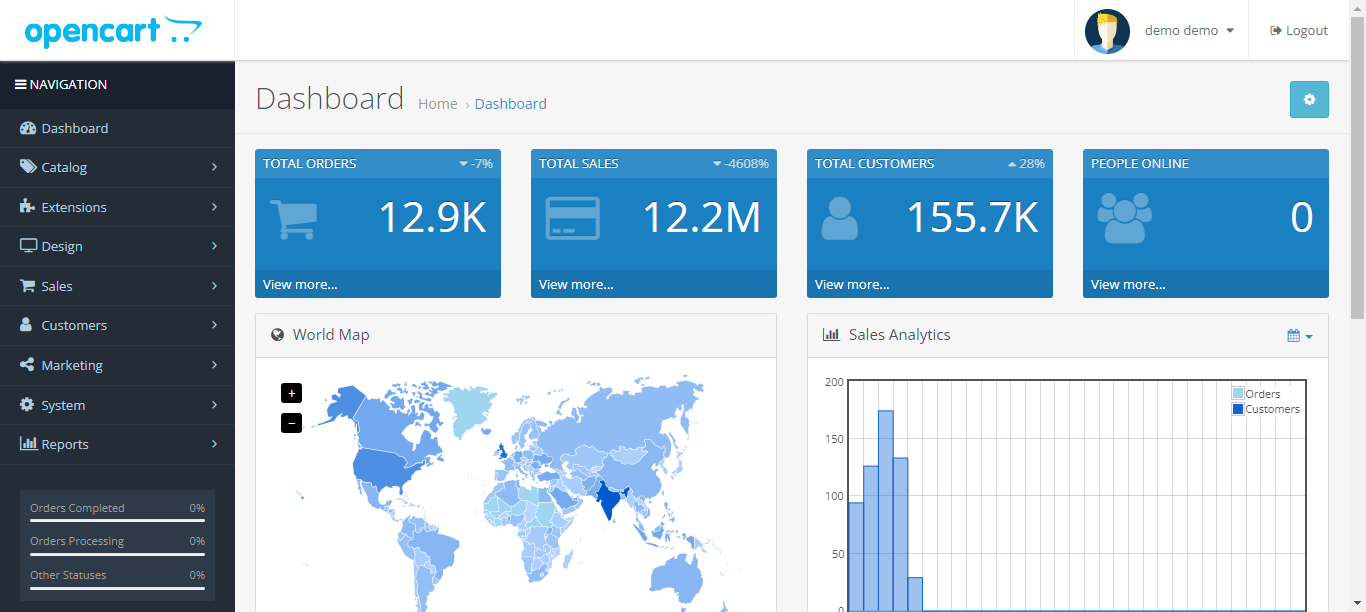 opencart
demo demo
Logout
NAVIGATION
Dashboard
Catalog
Extensions
Design
Sales
Customers
Marketing
System
Reports
Orders Completed 0%
Orders Processing 0%
Other Statuses 0%
Dashboard
Home › Dashboard
TOTAL ORDERS -7%
12.9K
View more...
TOTAL SALES -4608%
12.2M
View more...
TOTAL CUSTOMERS 28%
155.7K
View more...
PEOPLE ONLINE
0
View more...
World Map
+
−
Sales Analytics
200
150
100
50
0
Orders
Customers